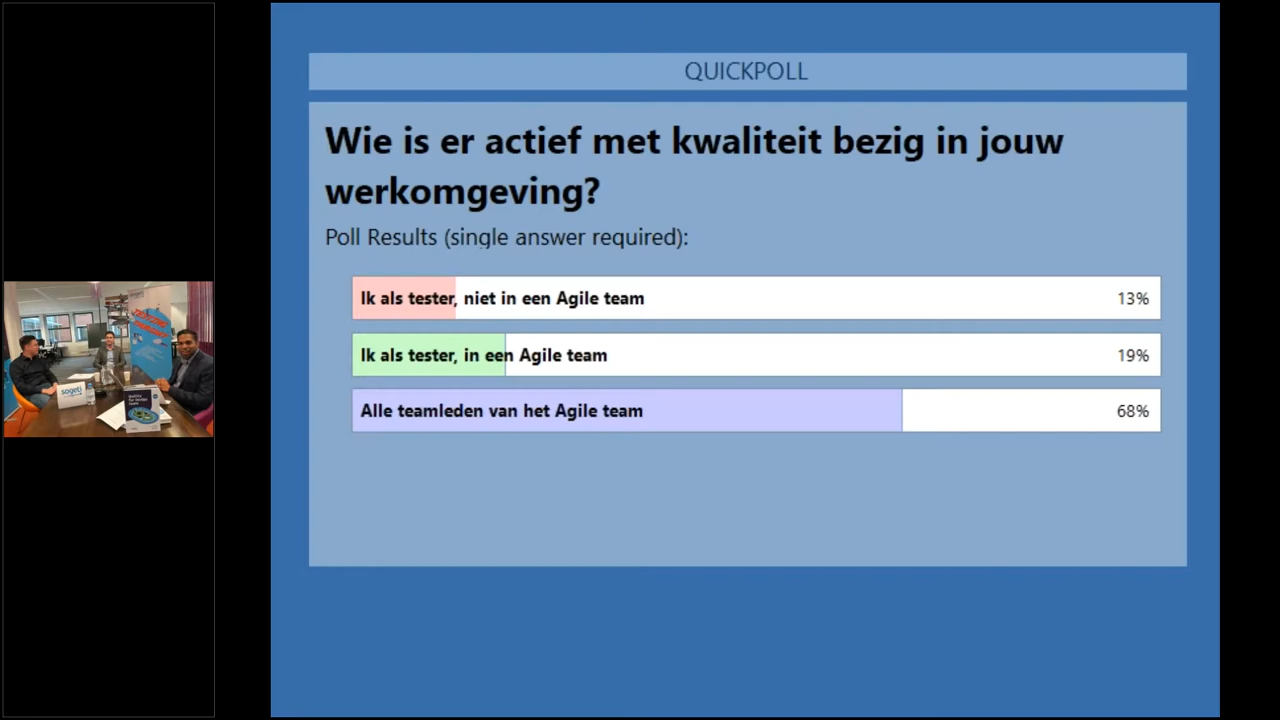 QUICKPOLL
Wie is er actief met kwaliteit bezig in jouw
werkomgeving?
Poll Results (single answer required):
Ik als tester, niet in een Agile team 13%
Ik als tester, in een Agile team 19%
Alle teamleden van het Agile team 68%
sogeti